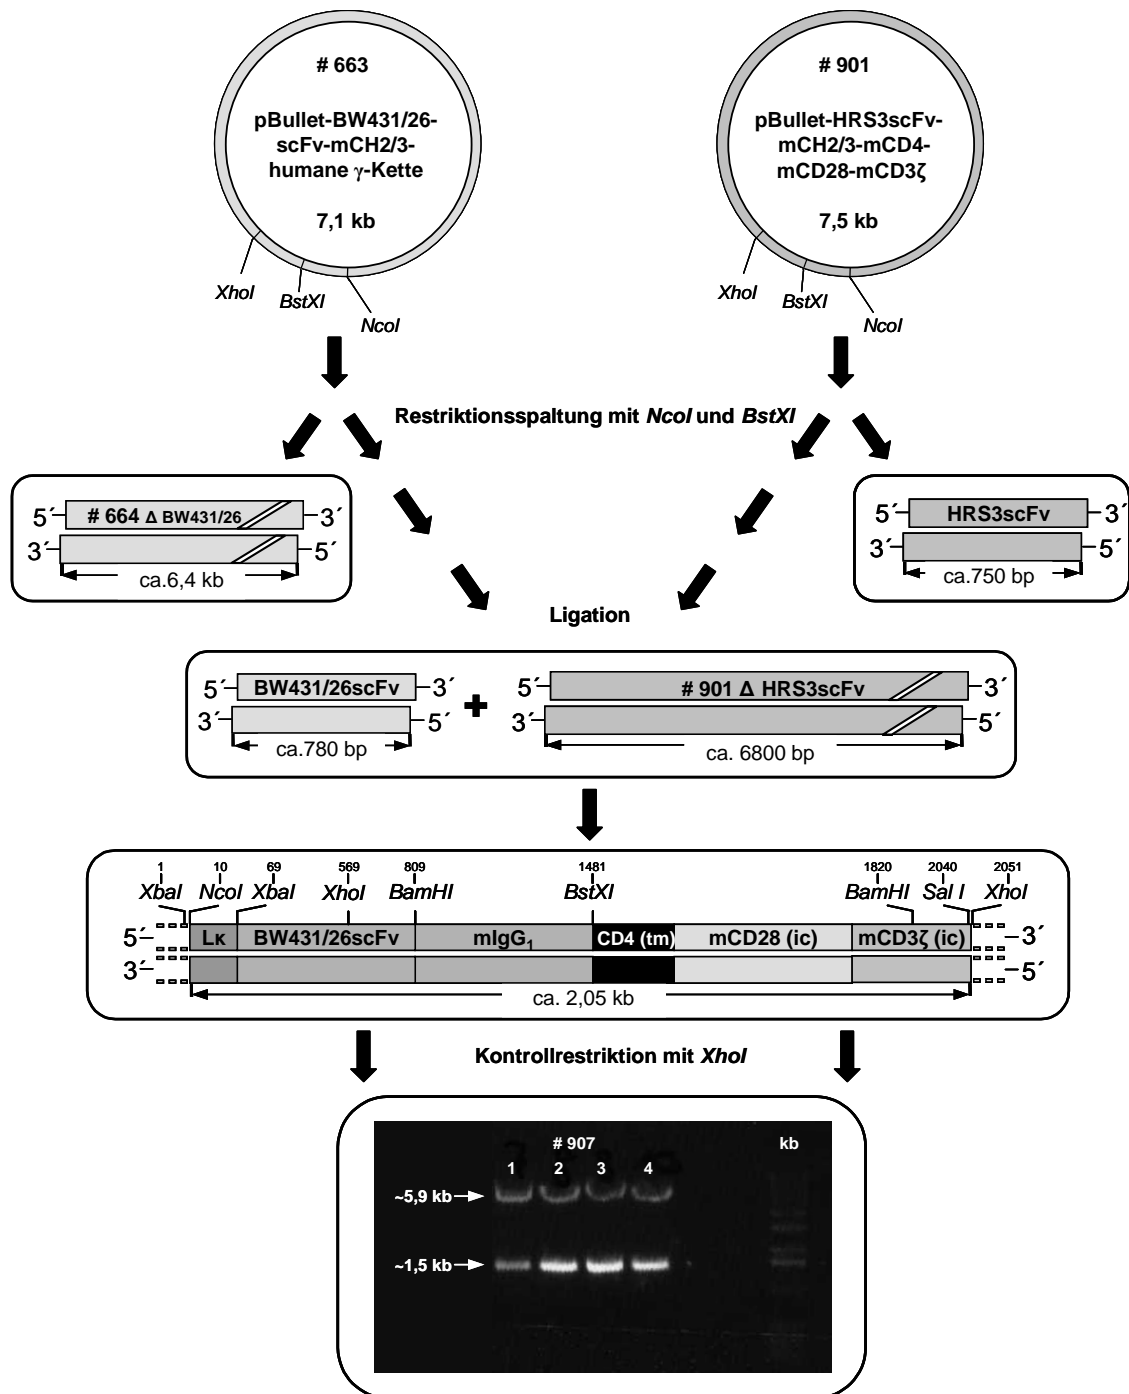 # 663
pBullet-BW431/26-
scFv-mCH2/3-
humane γ-Kette
7,1 kb
XhoI
BstXI
NcoI
# 901
pBullet-HRS3scFv-
mCH2/3-mCD4-
mCD28-mCD3ζ
7,5 kb
XhoI
BstXI
NcoI
Restriktionsspaltung mit NcoI und BstXI
5´ # 664 Δ BW431/26 3´
3´ 5´
ca.6,4 kb
5´ HRS3scFv 3´
3´ 5´
ca.750 bp
Ligation
5´ BW431/26scFv 3´
3´ 5´
ca.780 bp
+
5´ # 901 Δ HRS3scFv 3´
3´ 5´
ca. 6800 bp
1 10 69 569 809 1481 1820 2040 2051
XbaI NcoI XbaI XhoI BamHI BstXI BamHI Sal I XhoI
5´ Lκ BW431/26scFv mIgG1 CD4 (tm) mCD28 (ic) mCD3ζ (ic) 3´
3´ 5´
ca. 2,05 kb
Kontrollrestriktion mit XhoI
# 907 kb
1 2 3 4
~5,9 kb
~1,5 kb